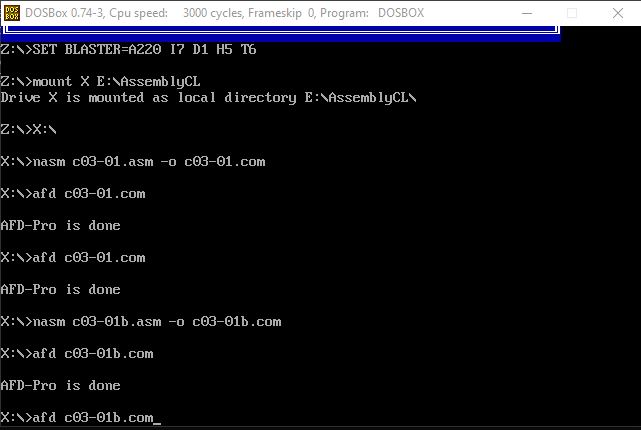 DOS
BOX
DOSBox 0.74-3, Cpu speed: 3000 cycles, Frameskip 0, Program: DOSBOX
Z:\>SET BLASTER=A220 I7 D1 H5 T6
Z:\>mount X E:\AssemblyCL
Drive X is mounted as local directory E:\AssemblyCL\
Z:\>X:\
X:\>nasm c03-01.asm -o c03-01.com
X:\>afd c03-01.com
AFD-Pro is done
X:\>afd c03-01.com
AFD-Pro is done
X:\>nasm c03-01b.asm -o c03-01b.com
X:\>afd c03-01b.com
AFD-Pro is done
X:\>afd c03-01b.com_